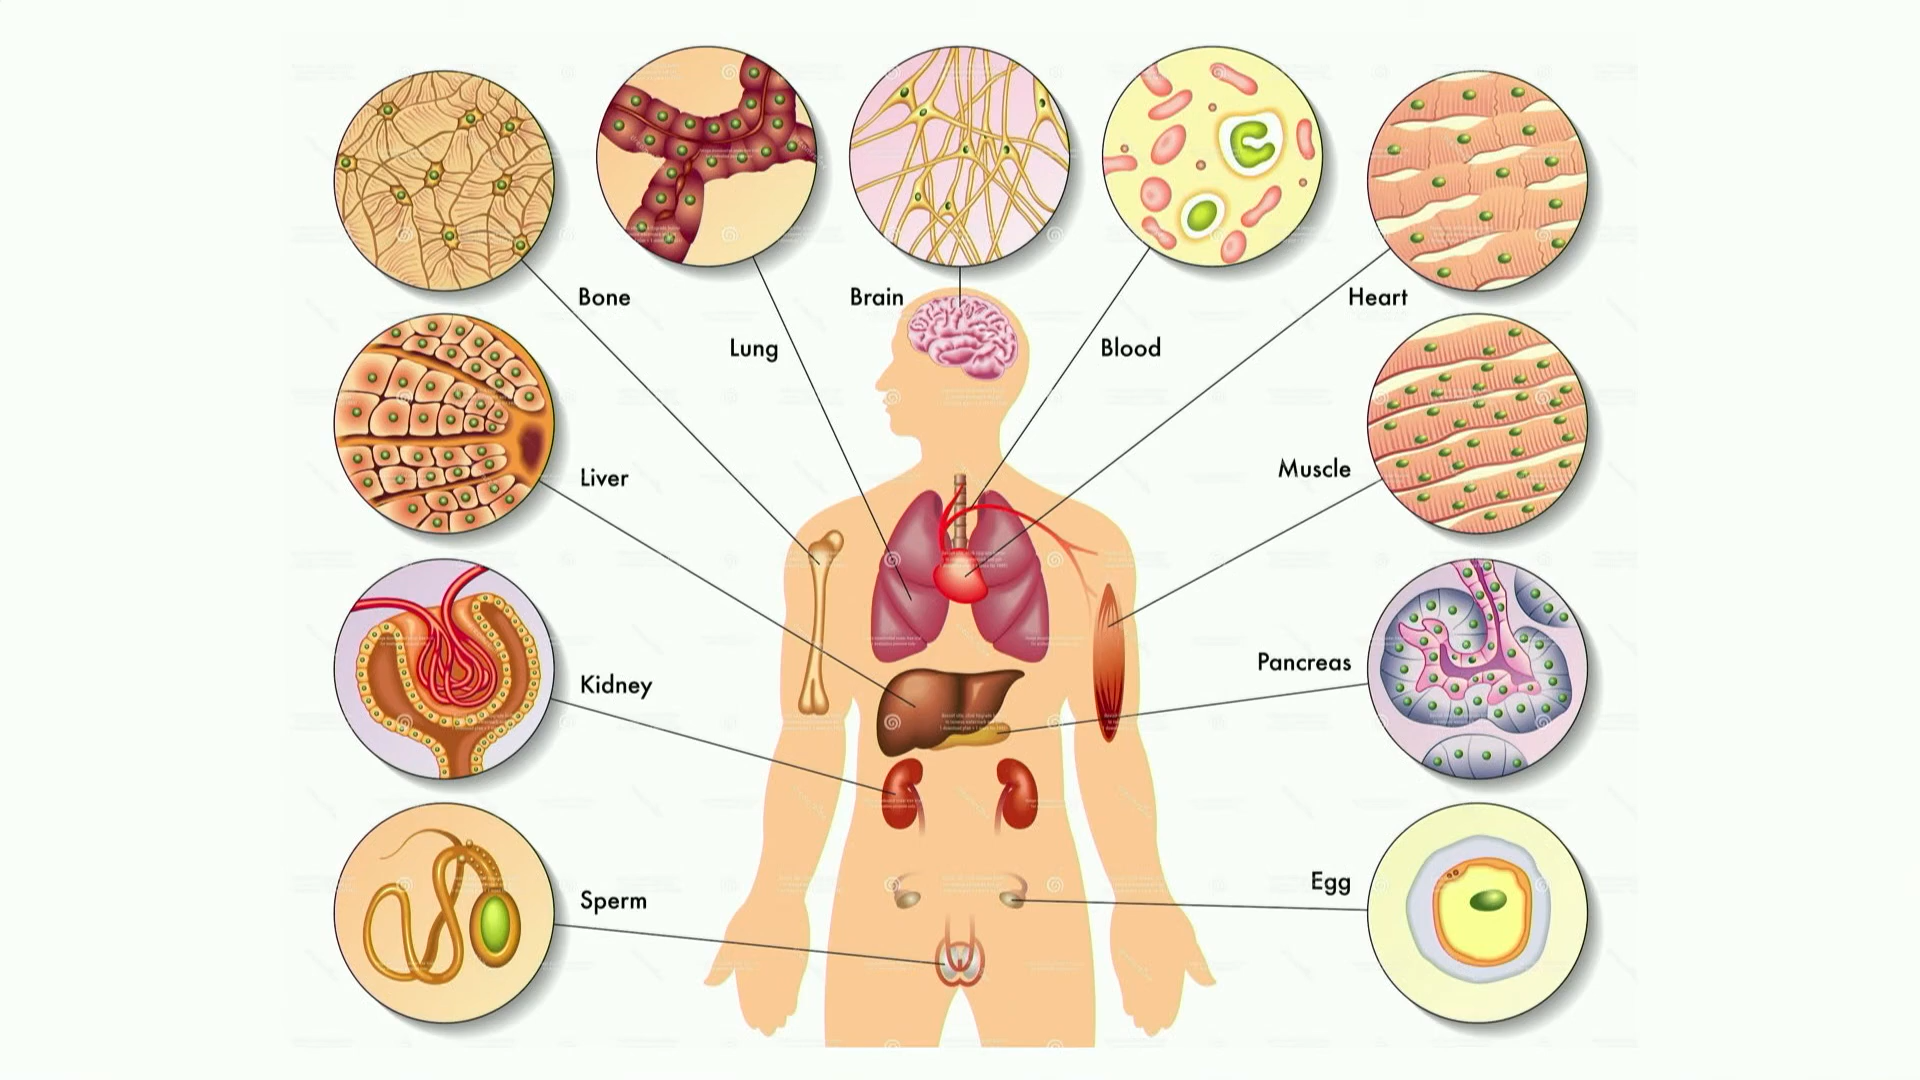 Bone
Brain
Heart
Lung
Blood
Muscle
Liver
Pancreas
Kidney
Egg
Sperm